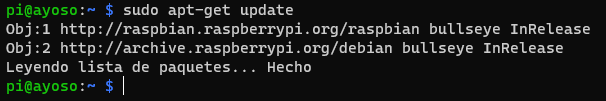 pi@ayoso:~ $ sudo apt-get update
Obj:1 http://raspbian.raspberrypi.org/raspbian bullseye InRelease
Obj:2 http://archive.raspberrypi.org/debian bullseye InRelease
Leyendo lista de paquetes... Hecho
pi@ayoso:~ $